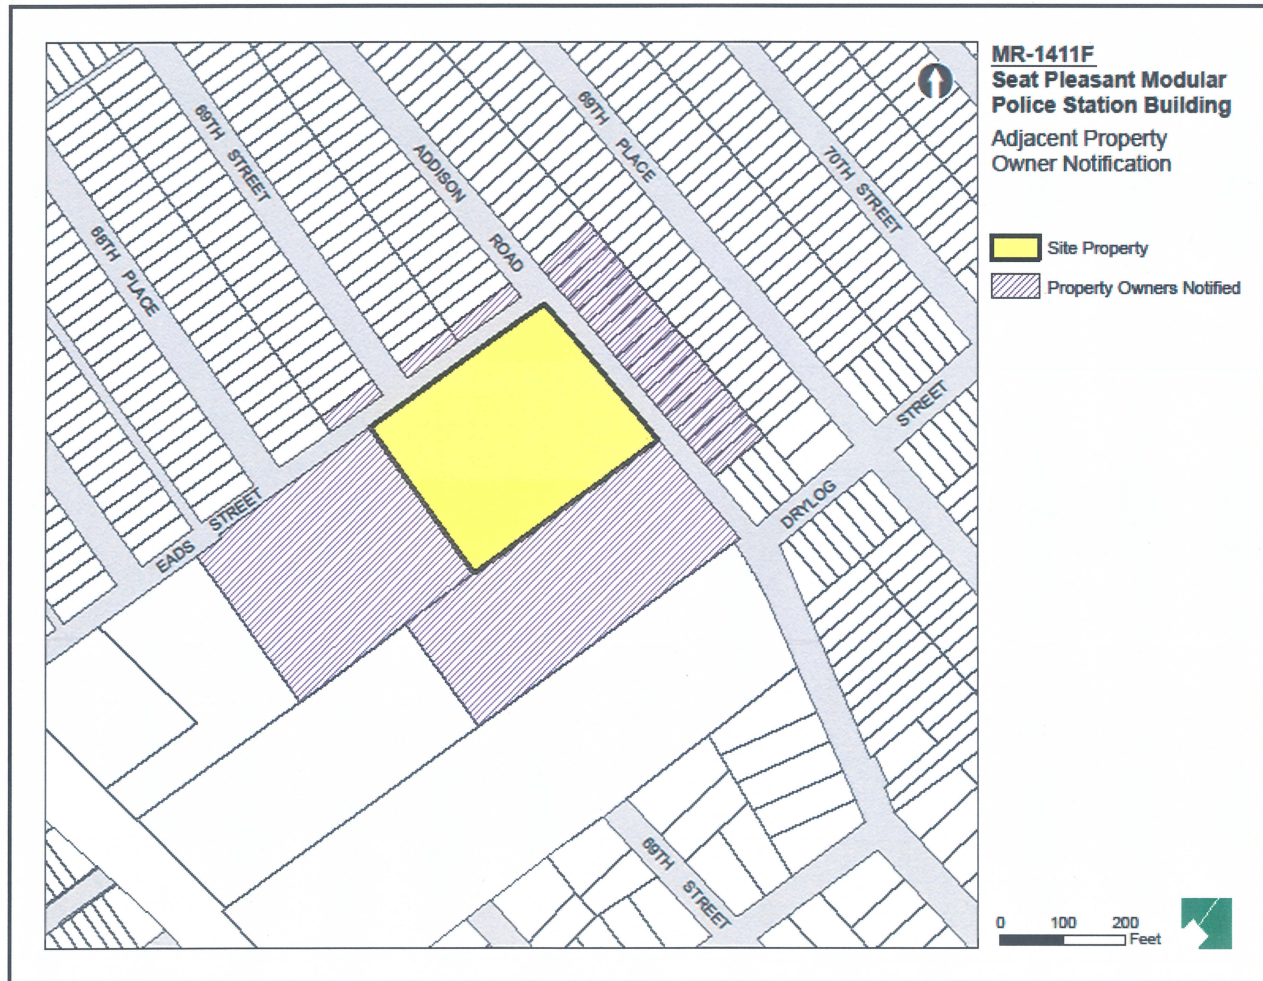 MR-1411F
Seat Pleasant Modular
Police Station Building
Adjacent Property
Owner Notification
Site Property
Property Owners Notified
69TH STREET
ADDISON ROAD
69TH PLACE
70TH STREET
68TH PLACE
EADS STREET
DRYLOG STREET
69TH STREET
0 100 200
Feet